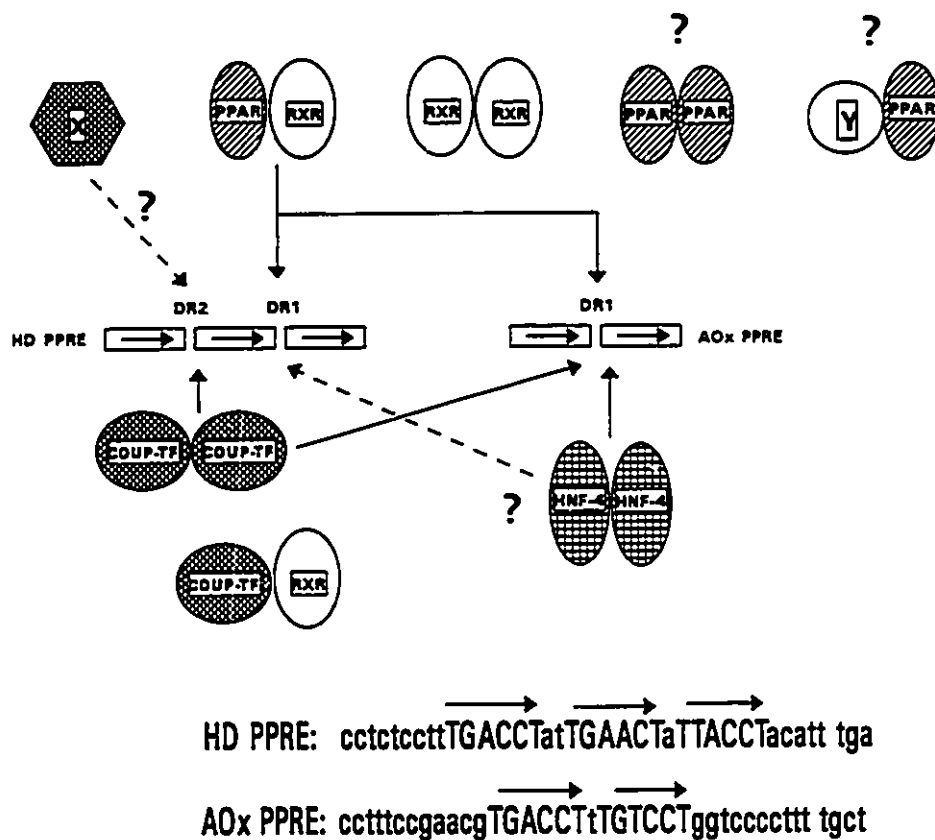 ? ?
X PPAR RXR RXR RXR PPAR PPAR Y PPAR
?
DR2 DR1 DR1
HD PPRE AOx PPRE
COUP-TF COUP-TF
HNF-4 HNF-4
?
COUP-TF RXR
HD PPRE: cctctccttTGACCTatTGAACTaTTACCTacatt tga
AOx PPRE: cctttccgaacgTGACCTtTGTCCTggtccccttt tgct